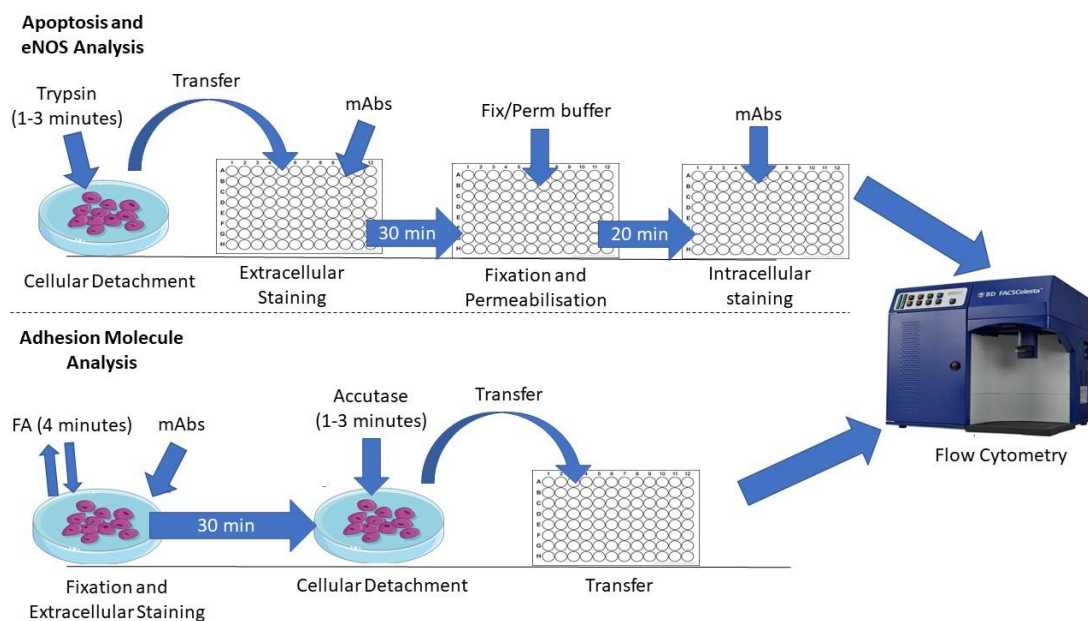 Apoptosis and
eNOS Analysis
Trypsin
(1-3 minutes)
Transfer
mAbs
Fix/Perm buffer
mAbs
30 min
20 min
Cellular Detachment
Extracellular
Staining
Fixation and
Permeabilisation
Intracellular
staining
BD FACSCelesta™
Flow Cytometry
Adhesion Molecule
Analysis
FA (4 minutes)
mAbs
Accutase
(1-3 minutes)
Transfer
30 min
Fixation and
Extracellular Staining
Cellular Detachment
Transfer